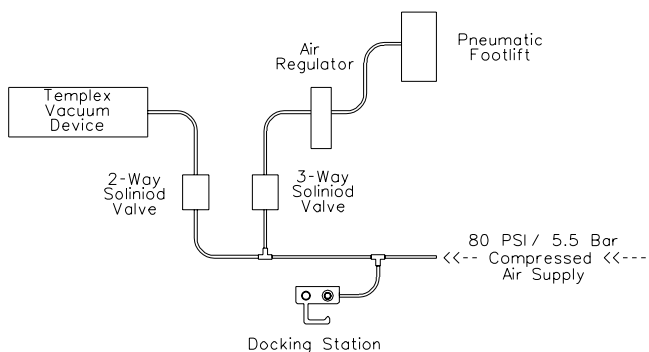 Pneumatic
Footlift
Air
Regulator
Templex
Vacuum
Device
2-Way
Soliniod
Valve
3-Way
Soliniod
Valve
80 PSI/ 5.5 Bar
<<-- Compressed <<---
Air Supply
Docking Station